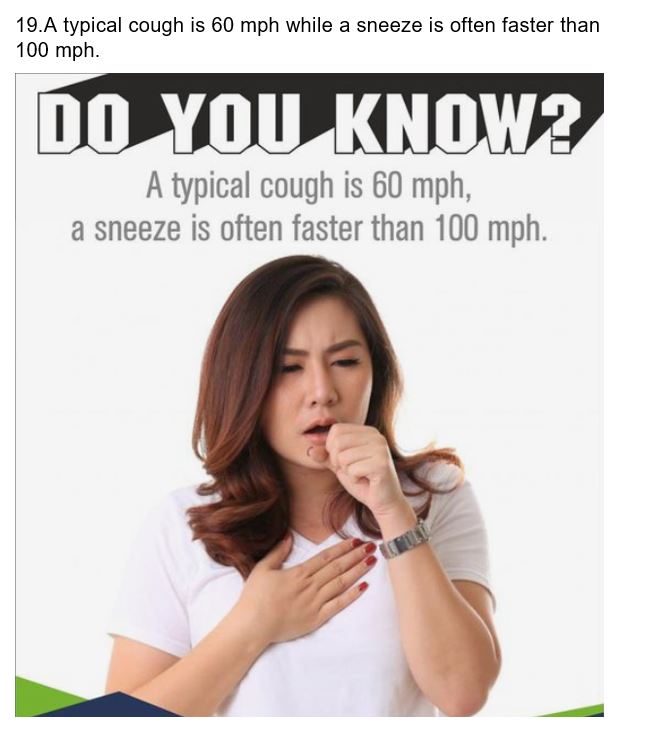 19.A typical cough is 60 mph while a sneeze is often faster than
100 mph.
DO YOU KNOW?
A typical cough is 60 mph,
a sneeze is often faster than 100 mph.